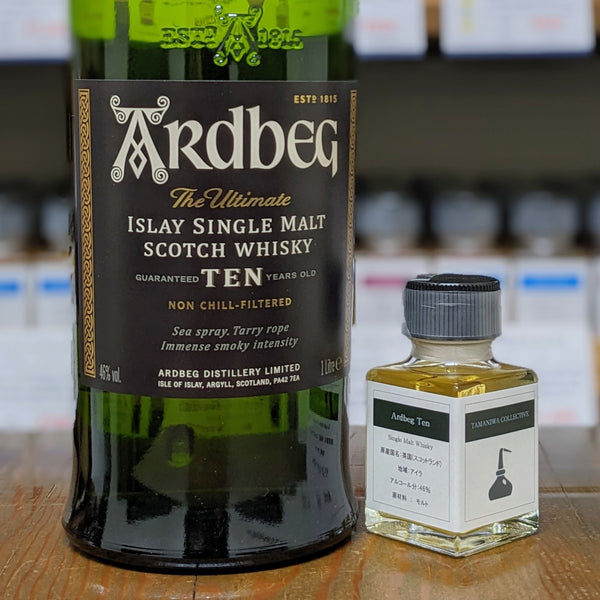 ESTD 1815
ESTD 1815
ARDBEG
The Ultimate
ISLAY SINGLE MALT
SCOTCH WHISKY
GUARANTEED TEN YEARS OLD
NON CHILL-FILTERED
Sea spray. Tarry rope
Immense smoky intensity
46% vol.
ARDBEG DISTILLERY LIMITED
1 Litre e
ISLE OF ISLAY, ARGYLL, SCOTLAND, PA42 7EA
Ardbeg Ten
Single Malt Whisky
原産国名:英国(スコットランド)
地域:アイラ
アルコール分:46%
原材料 : モルト
TAMANIWA COLLECTIVE